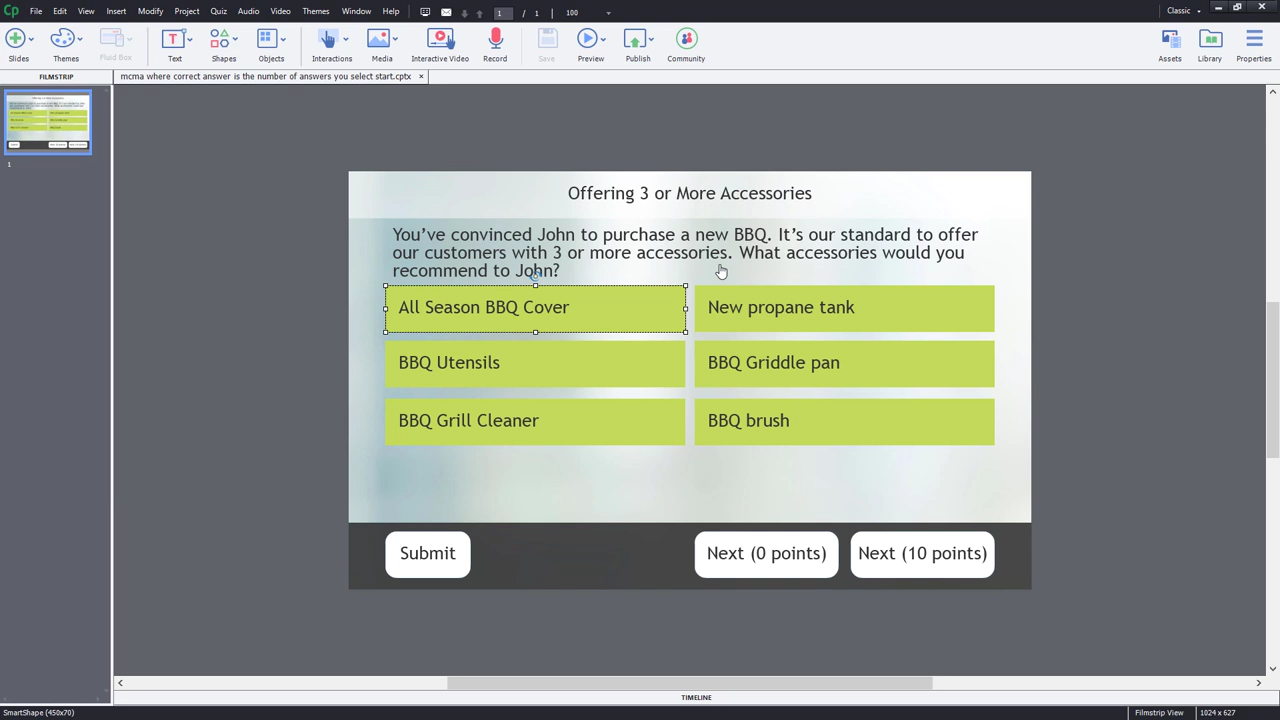 Cp File Edit View Insert Modify Project Quiz Audio Video Themes Window Help 1 / 1 100 Classic
Slides Themes Fluid Box Text Shapes Objects Interactions Media Interactive Video Record Save Preview Publish Community Assets Library Properties
FILMSTRIP mcma where correct answer is the number of answers you select start.cptx ×
1
Offering 3 or More Accessories
You’ve convinced John to purchase a new BBQ. It’s our standard to offer
our customers with 3 or more accessories. What accessories would you
recommend to John?
All Season BBQ Cover New propane tank
BBQ Utensils BBQ Griddle pan
BBQ Grill Cleaner BBQ brush
Submit Next (0 points) Next (10 points)
TIMELINE
SmartShape (450x70) Filmstrip View 1024 x 627